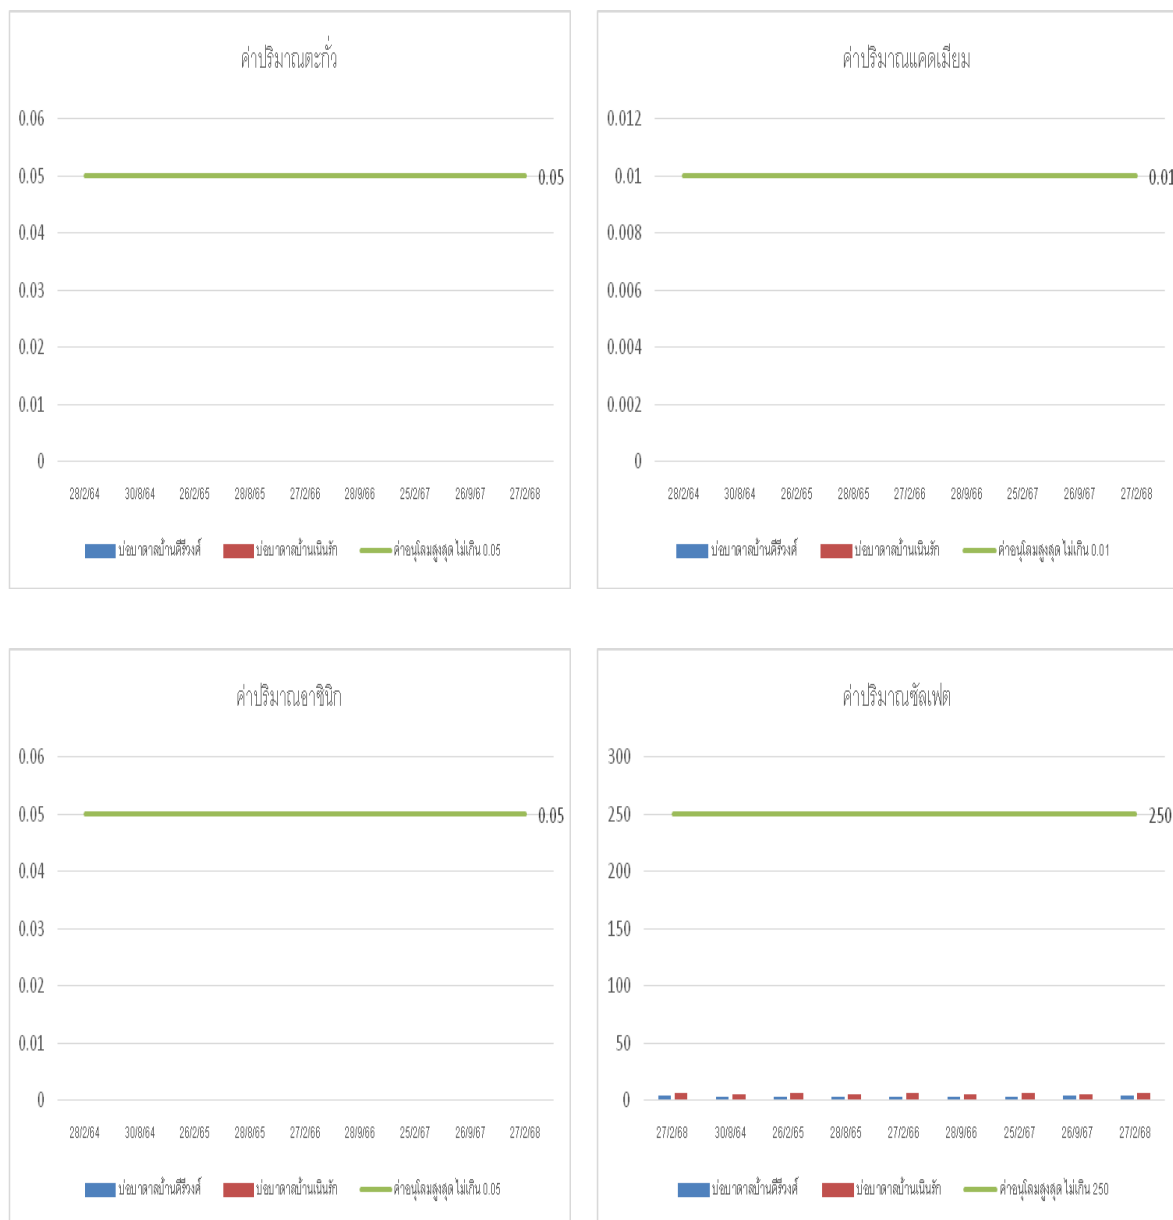 ค่าปริมาณตะกั่ว
0.06
0.05
0.04
0.03
0.02
0.01
0
0.05
28/2/64 30/8/64 26/2/65 28/8/65 27/2/66 28/9/66 25/2/67 26/9/67 27/2/68
บ่อบาดาลบ้านคีรีวงศ์ บ่อบาดาลบ้านเนินรัก ค่าอนุโลมสูงสุด ไม่เกิน 0.05
ค่าปริมาณแคดเมียม
0.012
0.01
0.008
0.006
0.004
0.002
0
0.01
28/2/64 30/8/64 26/2/65 28/8/65 27/2/66 28/9/66 25/2/67 26/9/67 27/2/68
บ่อบาดาลบ้านคีรีวงศ์ บ่อบาดาลบ้านเนินรัก ค่าอนุโลมสูงสุด ไม่เกิน 0.01
ค่าปริมาณอาซินิก
0.06
0.05
0.04
0.03
0.02
0.01
0
0.05
28/2/64 30/8/64 26/2/65 28/8/65 27/2/66 28/9/66 25/2/67 26/9/67 27/2/68
บ่อบาดาลบ้านคีรีวงศ์ บ่อบาดาลบ้านเนินรัก ค่าอนุโลมสูงสุด ไม่เกิน 0.05
ค่าปริมาณซัลเฟต
300
250
200
150
100
50
0
250
27/2/68 30/8/64 26/2/65 28/8/65 27/2/66 28/9/66 25/2/67 26/9/67 27/2/68
บ่อบาดาลบ้านคีรีวงศ์ บ่อบาดาลบ้านเนินรัก ค่าอนุโลมสูงสุด ไม่เกิน 250